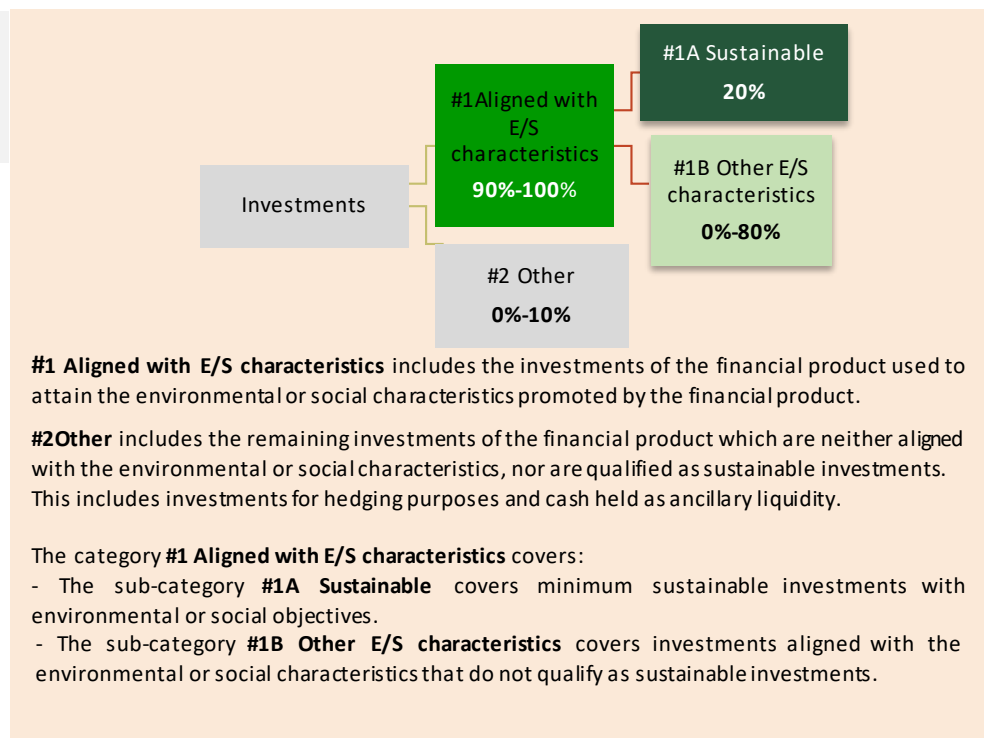 #1A Sustainable
20%
#1Aligned with
E/S
characteristics
90%-100%
#1B Other E/S
characteristics
0%-80%
Investments
#2 Other
0%-10%
#1 Aligned with E/S characteristics includes the investments of the financial product used to
attain the environmental or social characteristics promoted by the financial product.
#2Other includes the remaining investments of the financial product which are neither aligned
with the environmental or social characteristics, nor are qualified as sustainable investments.
This includes investments for hedging purposes and cash held as ancillary liquidity.
The category #1 Aligned with E/S characteristics covers:
- The sub-category #1A Sustainable covers minimum sustainable investments with
environmental or social objectives.
- The sub-category #1B Other E/S characteristics covers investments aligned with the
environmental or social characteristics that do not qualify as sustainable investments.